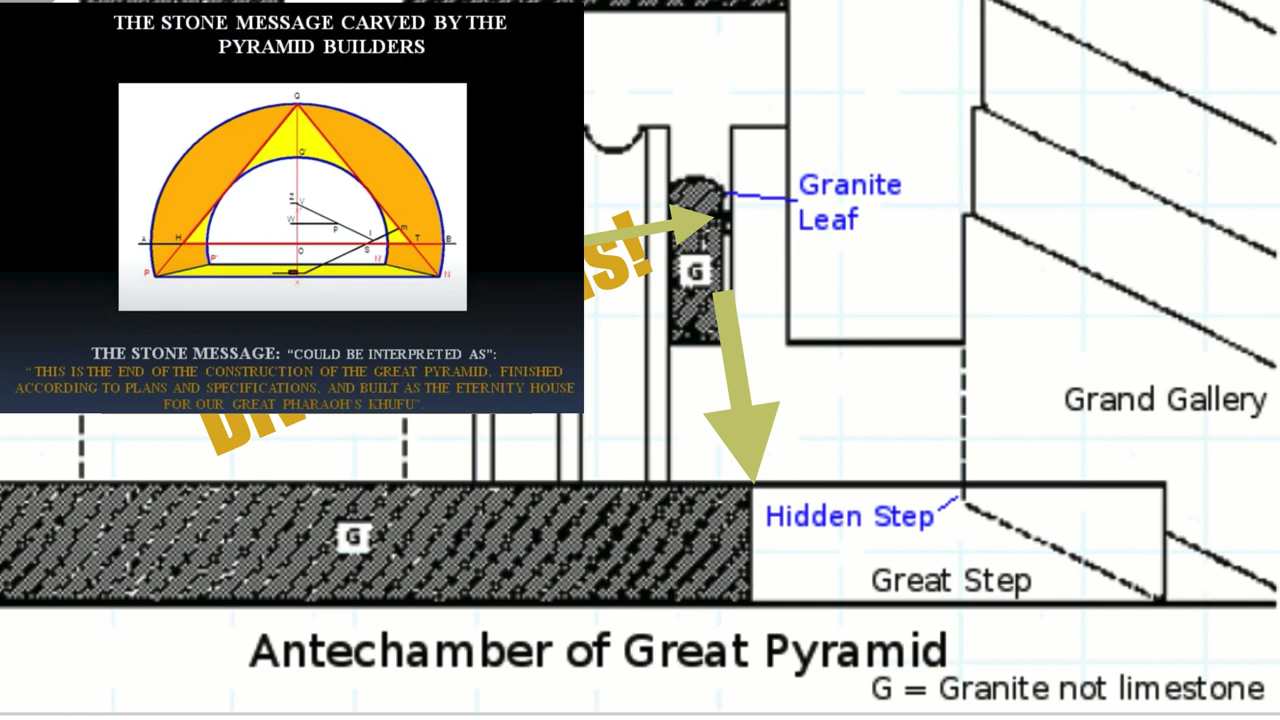 THE STONE MESSAGE CARVED BY THE
PYRAMID BUILDERS
Q
Q'
Z
V
W
P
I
m
A
H
O
S
T
B
P
P'
N'
N
X
THE STONE MESSAGE: "COULD BE INTERPRETED AS":
"THIS IS THE END OF THE CONSTRUCTION OF THE GREAT PYRAMID, FINISHED
ACCORDING TO PLANS AND SPECIFICATIONS, AND BUILT AS THE ETERNITY HOUSE
FOR OUR GREAT PHARAOH'S KHUFU".
Granite
Leaf
G
Grand Gallery
Hidden Step
G
Great Step
Antechamber of Great Pyramid
G = Granite not limestone